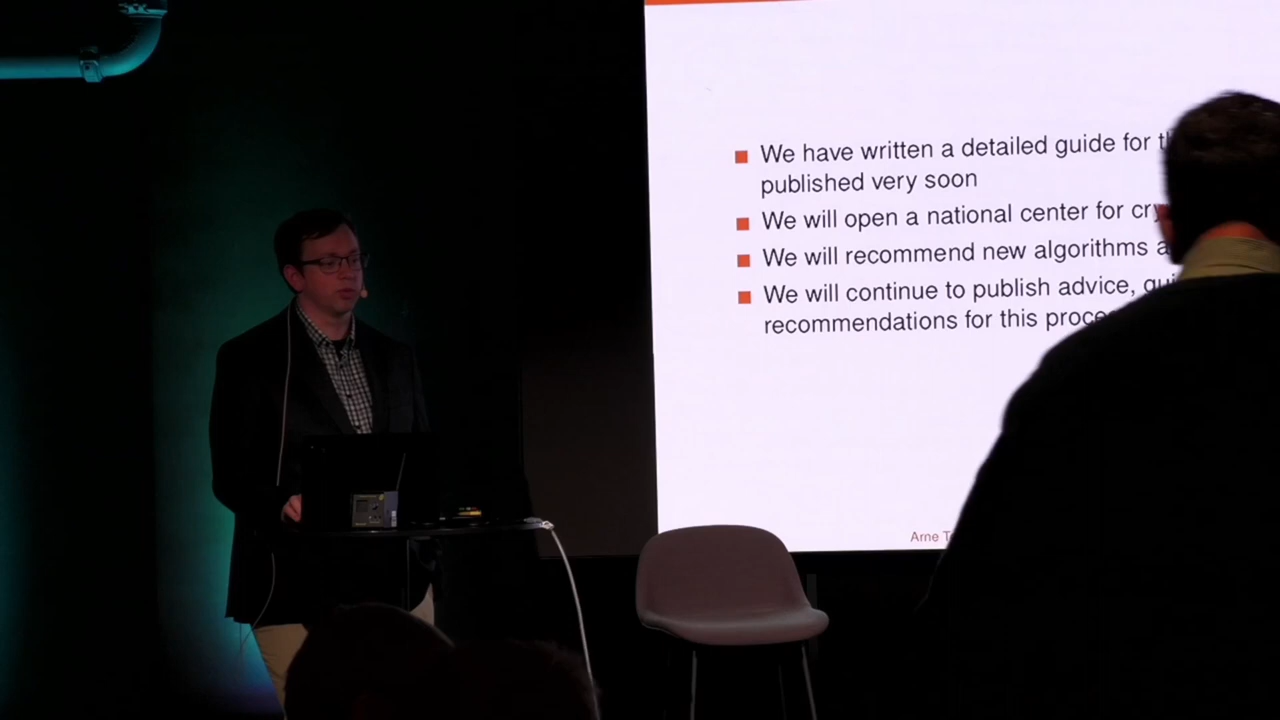 We have written a detailed guide for
published very soon
We will open a national center for
We will recommend new algorithms
We will continue to publish advice,
recommendations for this
Arne